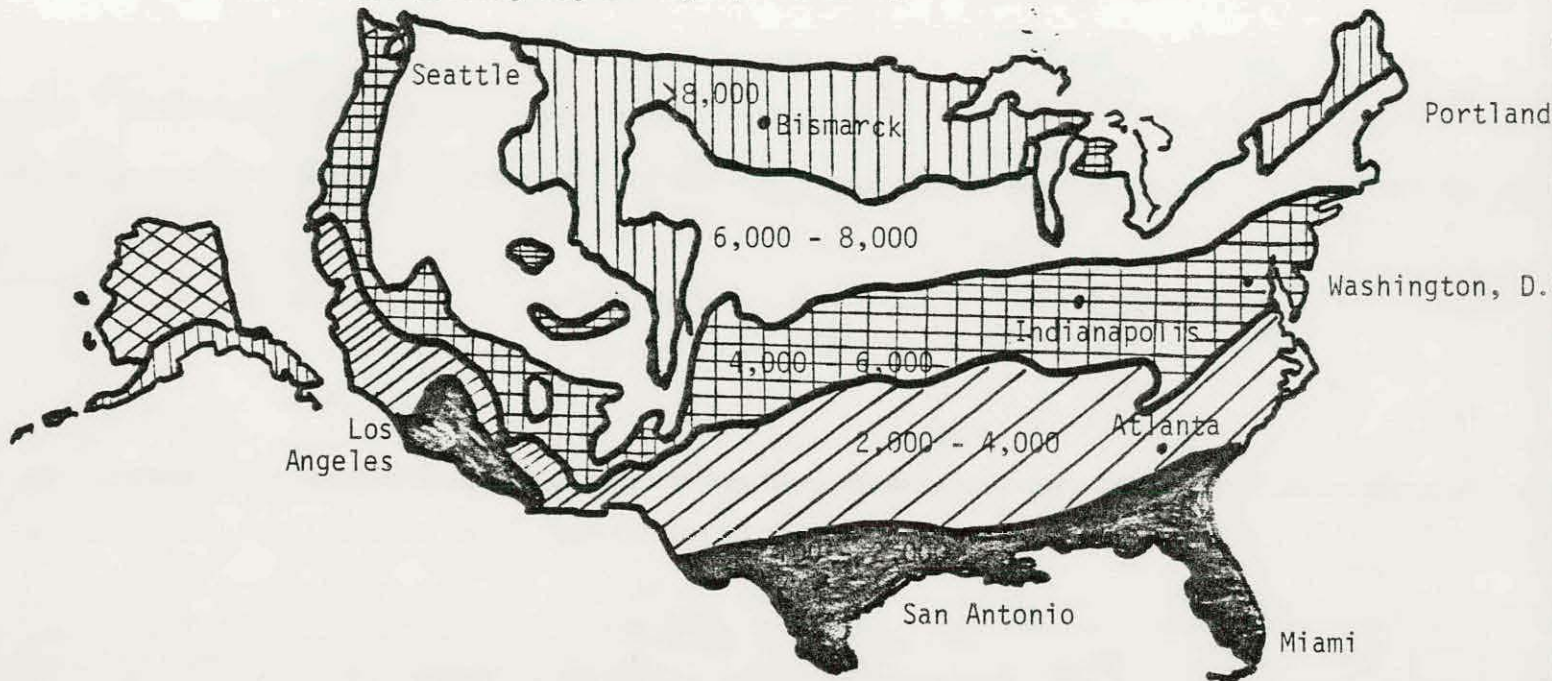 Seattle
>8,000
Bismarck
Portland
6,000 - 8,000
Washington, D.
Indianapolis
4,000 - 6,000
Los
Angeles
2,000 - 4,000
Atlanta
San Antonio
Miami